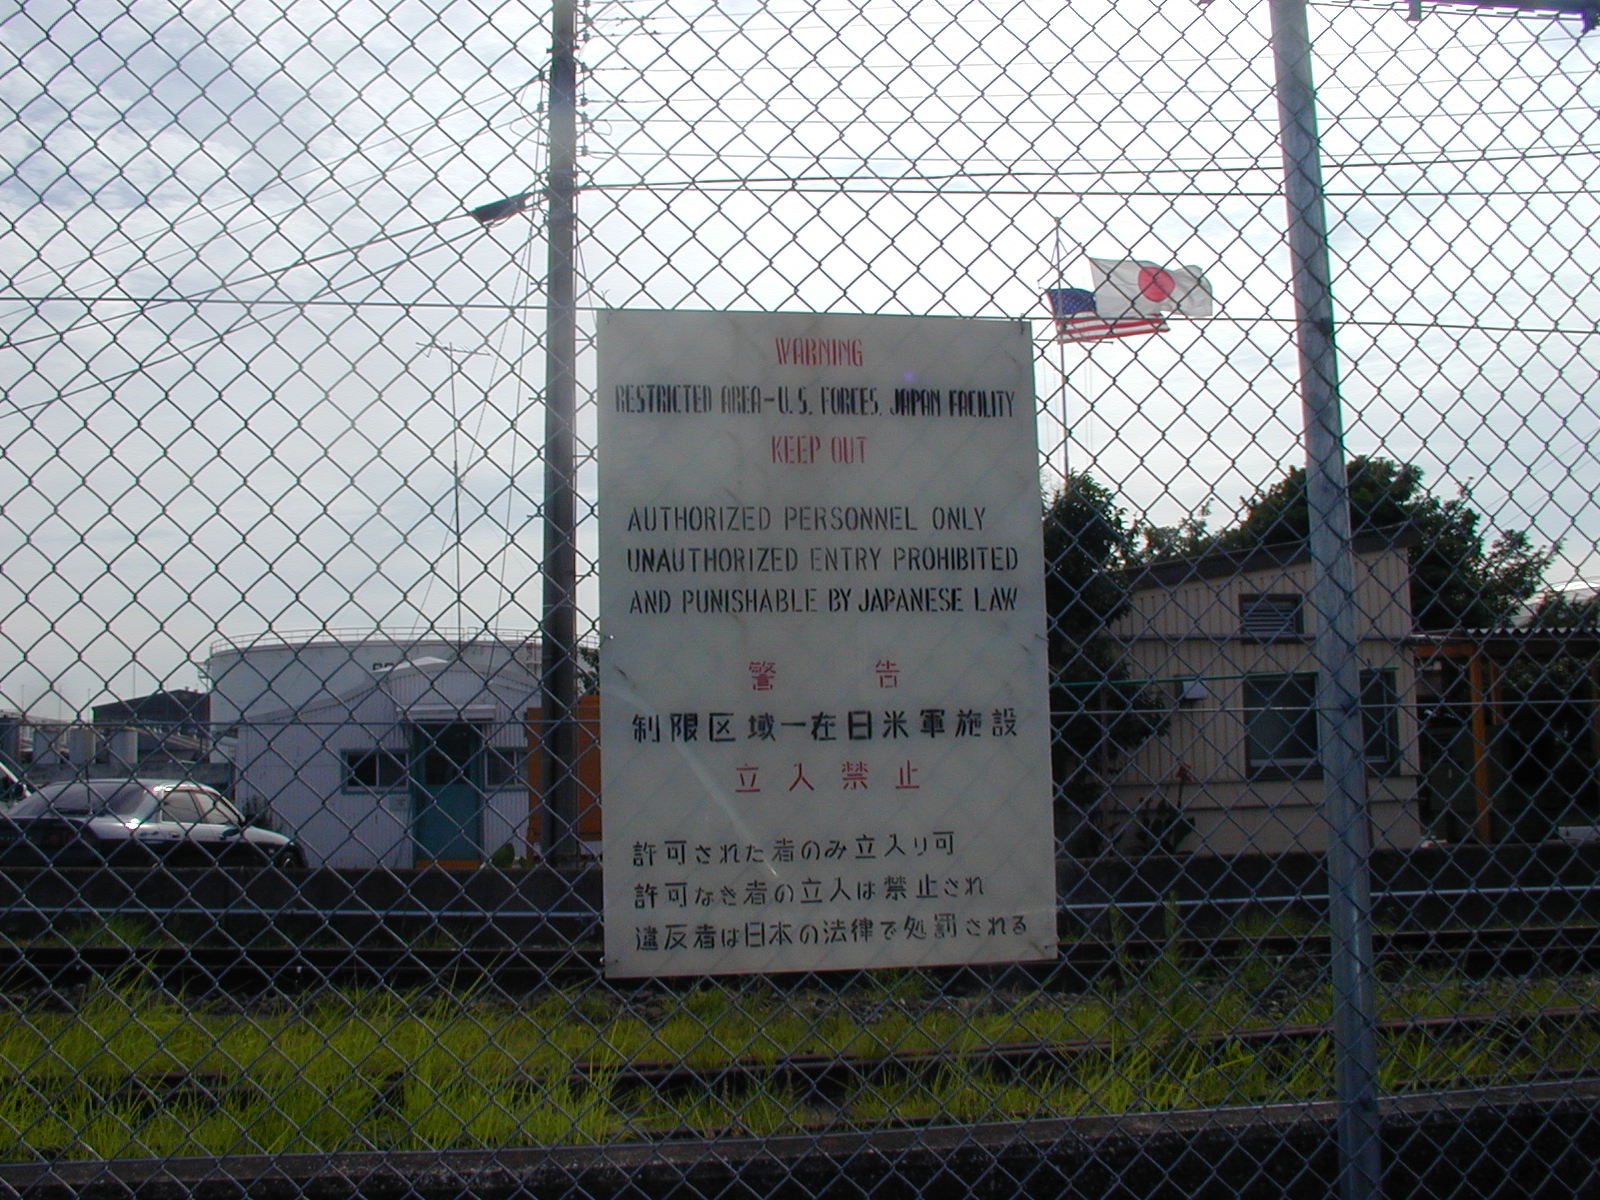 WARNING
RESTRICTED AREA-U.S. FORCES, JAPAN FACILITY
KEEP OUT
AUTHORIZED PERSONNEL ONLY
UNAUTHORIZED ENTRY PROHIBITED
AND PUNISHABLE BY JAPANESE LAW
警 告
制限区域一在日米軍施設
立入禁止
許可された者のみ立入り可
許可なき者の立入は禁止され
違反者は日本の法律で処罰される